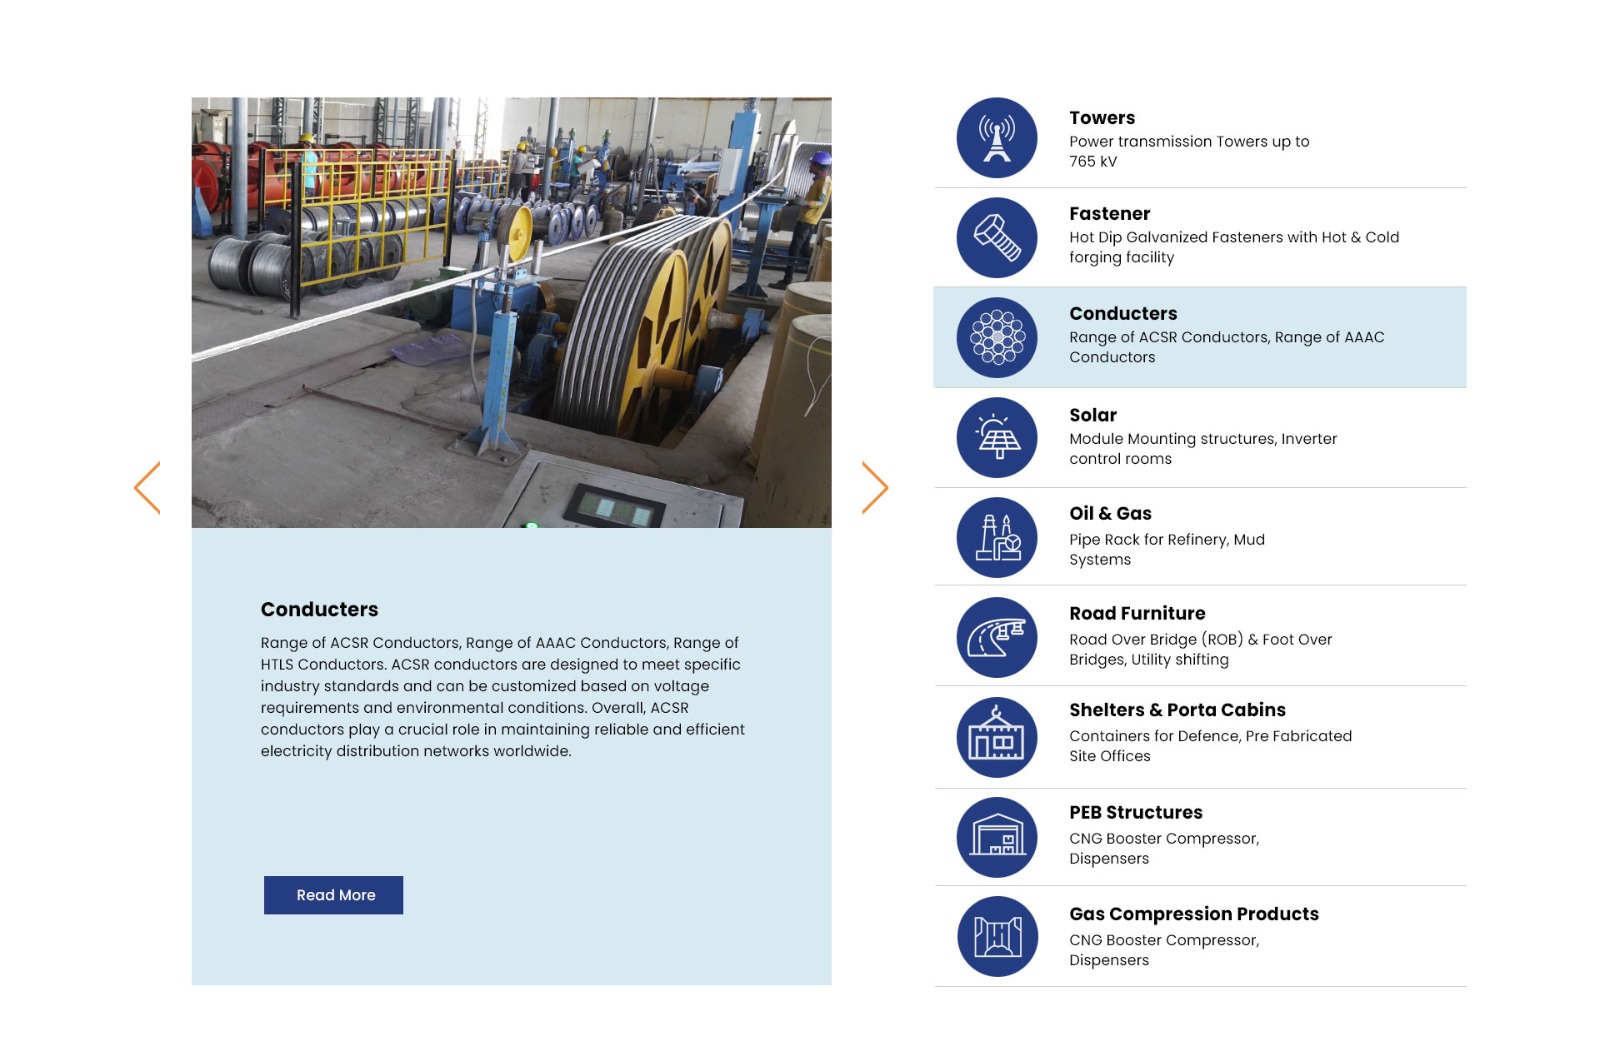 Conducters
Range of ACSR Conductors, Range of AAAC Conductors, Range of
HTLS Conductors. ACSR conductors are designed to meet specific
industry standards and can be customized based on voltage
requirements and environmental conditions. Overall, ACSR
conductors play a crucial role in maintaining reliable and efficient
electricity distribution networks worldwide.
Read More
Towers
Power transmission Towers up to
765 kV
Fastener
Hot Dip Galvanized Fasteners with Hot & Cold
forging facility
Conducters
Range of ACSR Conductors, Range of AAAC
Conductors
Solar
Module Mounting structures, Inverter
control rooms
Oil & Gas
Pipe Rack for Refinery, Mud
Systems
Road Furniture
Road Over Bridge (ROB) & Foot Over
Bridges, Utility shifting
Shelters & Porta Cabins
Containers for Defence, Pre Fabricated
Site Offices
PEB Structures
CNG Booster Compressor,
Dispensers
Gas Compression Products
CNG Booster Compressor,
Dispensers